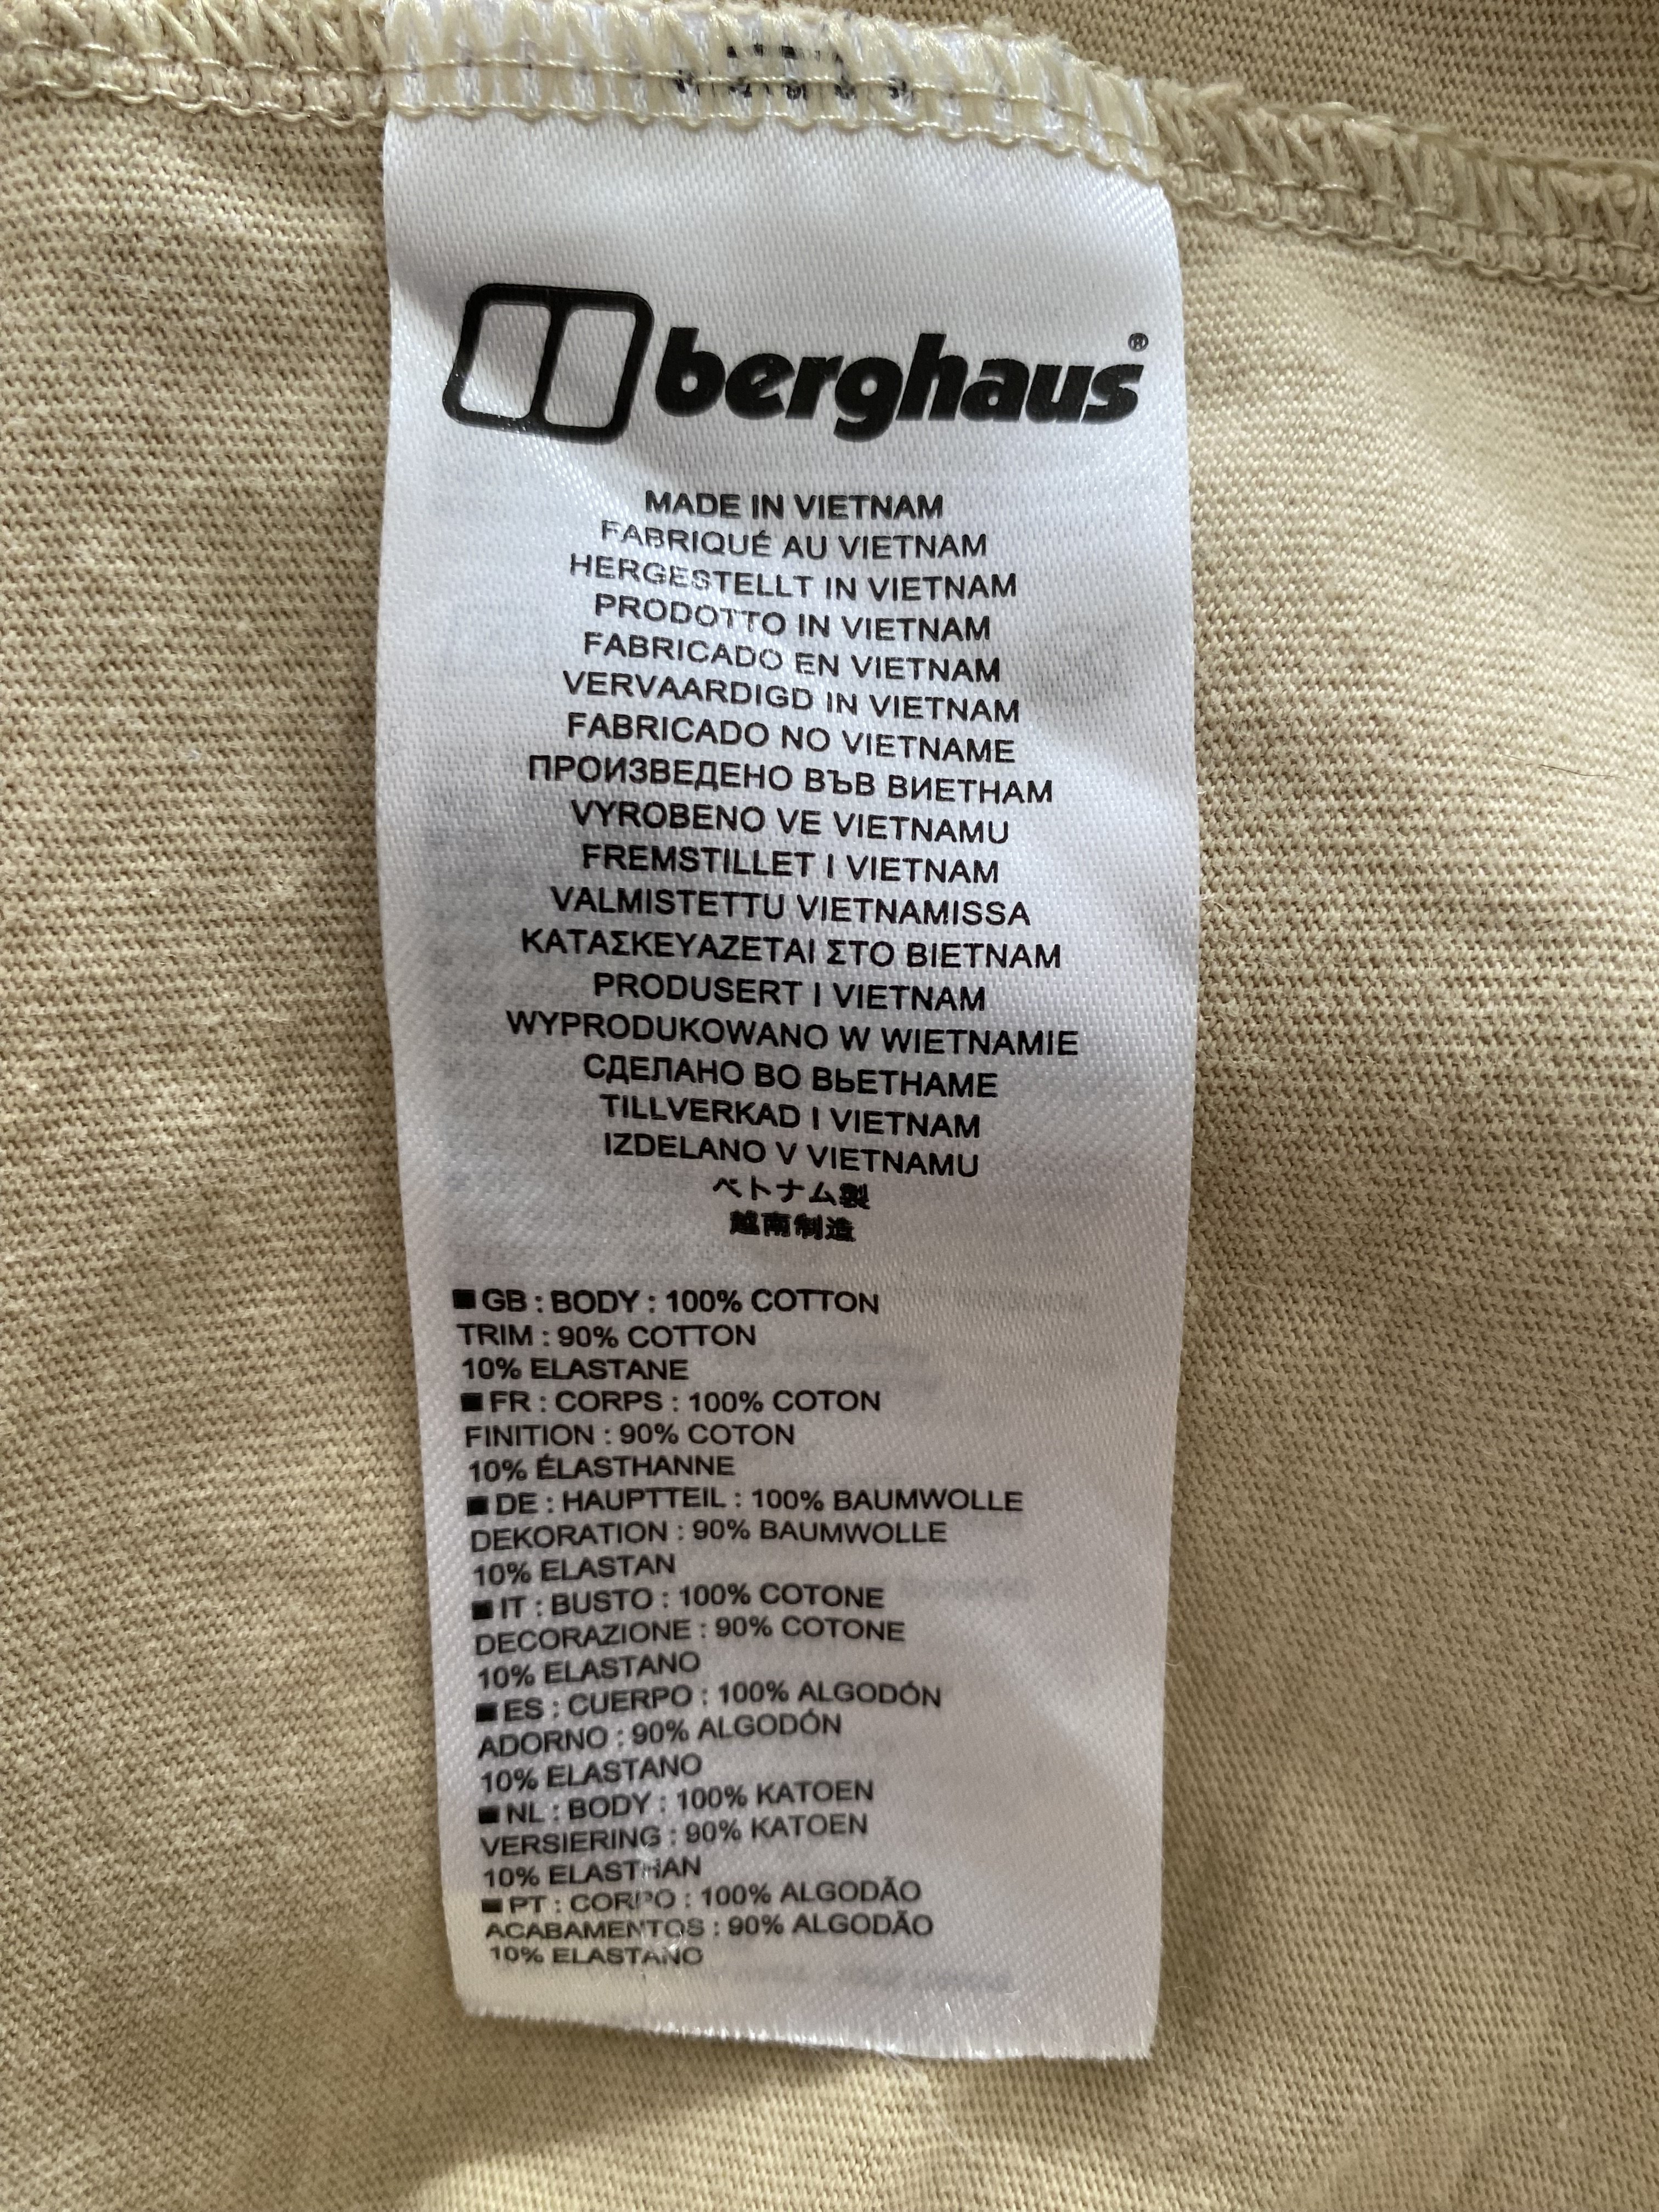 berghaus®
MADE IN VIETNAM
FABRIQUÉ AU VIETNAM
HERGESTELLT IN VIETNAM
PRODOTTO IN VIETNAM
FABRICADO EN VIETNAM
VERVAARDIGD IN VIETNAM
FABRICADO NO VIETNAME
ПРОИЗВЕДЕНО ВЪВ ВИЕТНАМ
VYROBENO VE VIETNAMU
FREMSTILLET I VIETNAM
VALMISTETTU VIETNAMISSA
ΚΑΤΑΣΚΕΥΑΖΕΤΑΙ ΣΤΟ ΒΙΕΤΝΑΜ
PRODUSERT I VIETNAM
WYPRODUKOWANO W WIETNAMIE
СДЕЛАНО ВО ВЬЕТНАМЕ
TILLVERKAD I VIETNAM
IZDELANO V VIETNAMU
ベトナム製
越南制造
■ GB : BODY : 100% COTTON
TRIM : 90% COTTON
10% ELASTANE
■ FR : CORPS : 100% COTON
FINITION : 90% COTON
10% ÉLASTHANNE
■ DE : HAUPTTEIL : 100% BAUMWOLLE
DEKORATION : 90% BAUMWOLLE
10% ELASTAN
■ IT : BUSTO : 100% COTONE
DECORAZIONE : 90% COTONE
10% ELASTANO
■ ES : CUERPO : 100% ALGODÓN
ADORNO : 90% ALGODÓN
10% ELASTANO
■ NL : BODY : 100% KATOEN
VERSIERING : 90% KATOEN
10% ELASTHAN
■ PT : CORPO : 100% ALGODÃO
ACABAMENTOS : 90% ALGODÃO
10% ELASTANO